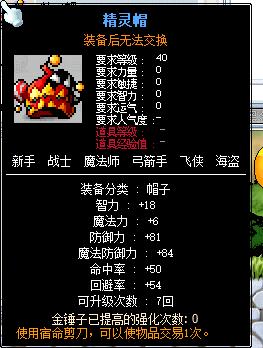 精灵帽
装备后无法交换
要求等级： 40
要求力量： 0
要求敏捷： 0
要求智力： 0
要求运气： 0
要求人气度： -
道具等级： -
道具经验值： -
新手 战士 魔法师 弓箭手 飞侠 海盗
装备分类 : 帽子
智力 : +18
魔法力 : +6
防御力 : +81
魔法防御力 : +84
命中率 : +50
回避率 : +54
可升级次数 : 7回
金锤子已提高的强化次数: 0
使用宿命剪刀，可以使物品交易1次。